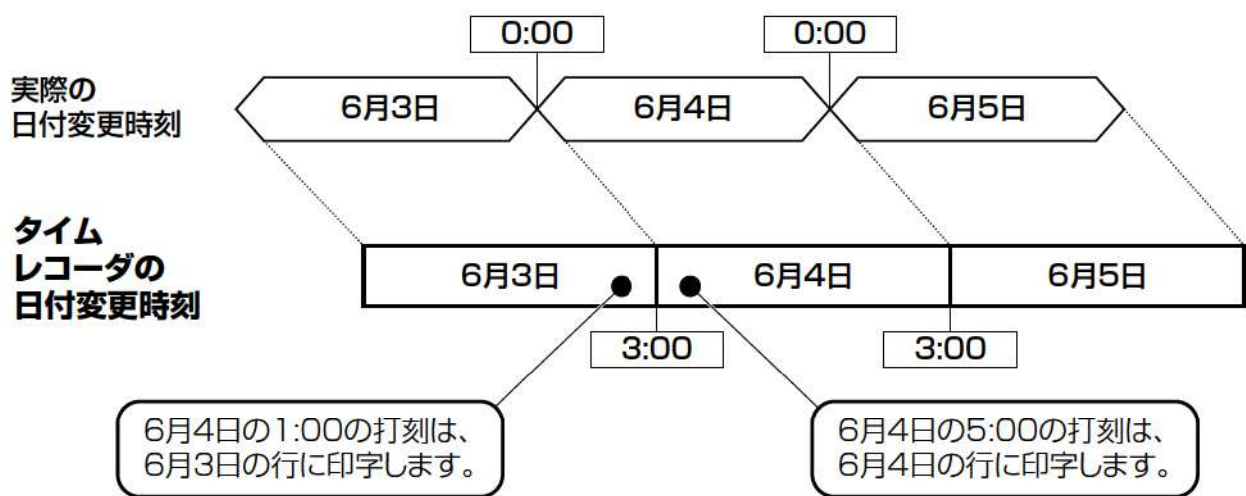 0:00
0:00
実際の
日付変更時刻
6月3日
6月4日
6月5日
タイム
レコーダの
日付変更時刻
6月3日
6月4日
6月5日
3:00
3:00
6月4日の1:00の打刻は、
6月3日の行に印字します。
6月4日の5:00の打刻は、
6月4日の行に印字します。